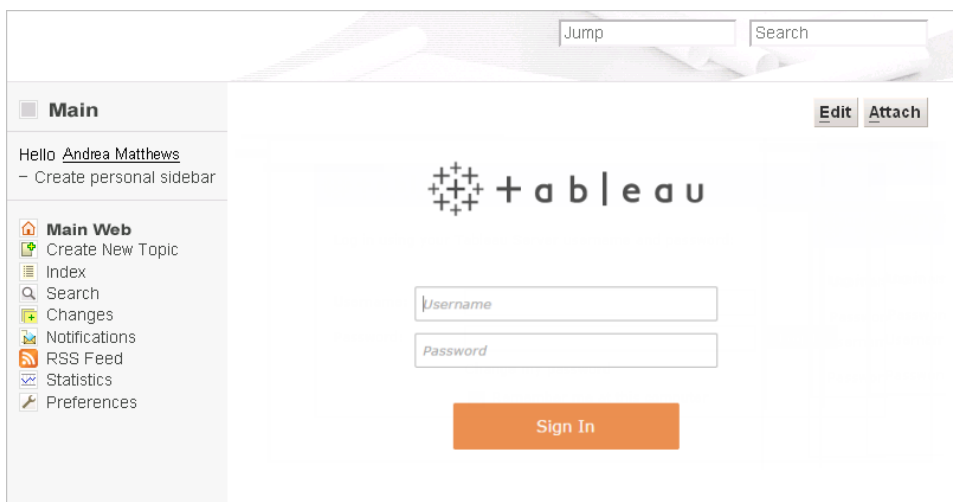 Jump
Search
Main
Edit
Attach
Hello Andrea Matthews
– Create personal sidebar
Main Web
Create New Topic
Index
Search
Changes
Notifications
RSS Feed
Statistics
Preferences
+ableau
Username
Password
Sign In